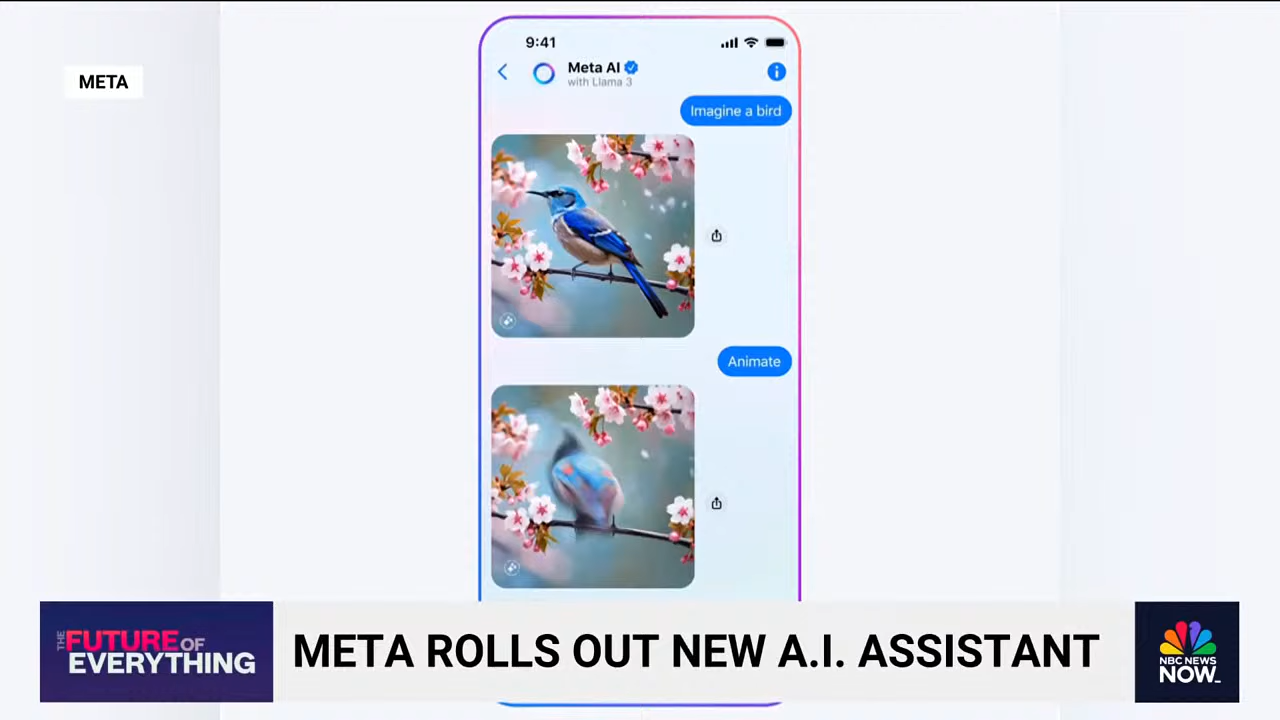 META
9:41
Meta AI
with Llama 3
Imagine a bird
Animate
THE
FUTURE OF
EVERYTHING
META ROLLS OUT NEW A.I. ASSISTANT
NBC NEWS
NOW_